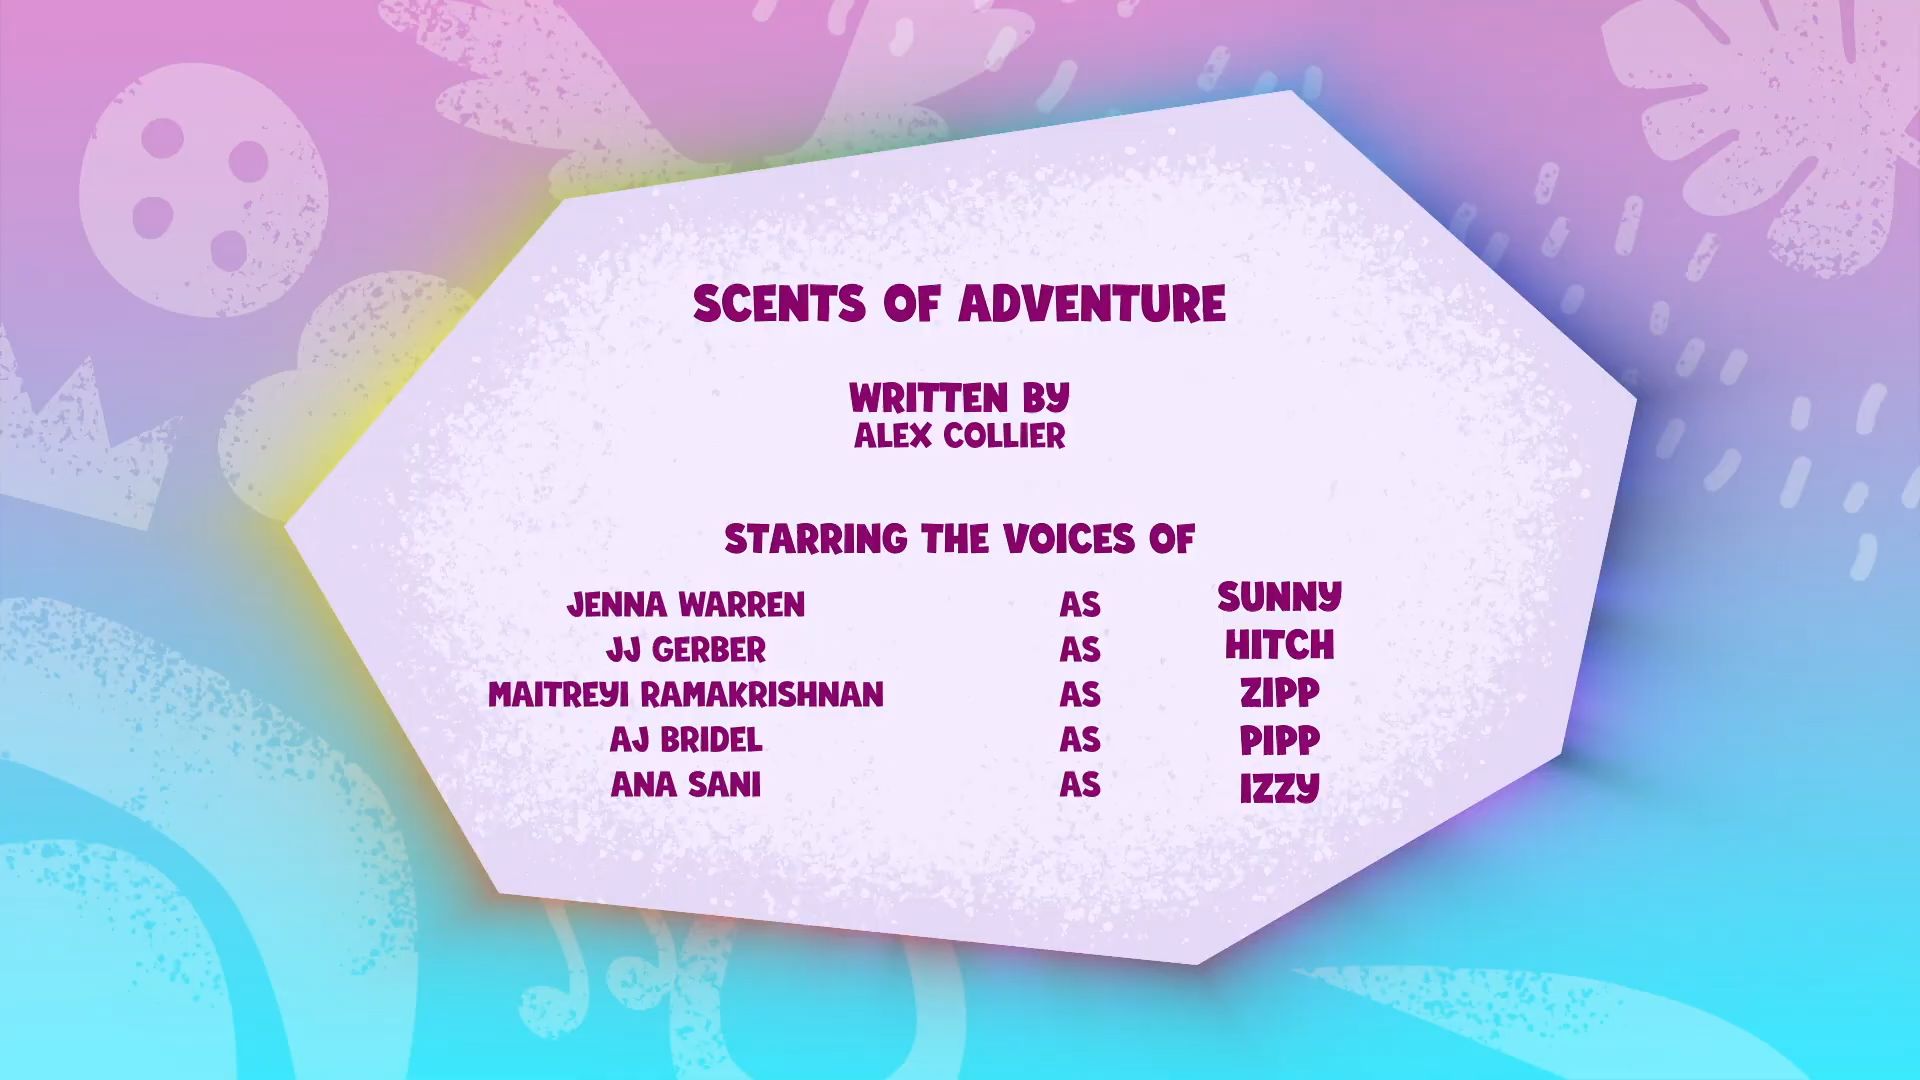 SCENTS OF ADVENTURE
WRITTEN BY
ALEX COLLIER
STARRING THE VOICES OF
JENNA WARREN AS SUNNY
JJ GERBER AS HITCH
MAITREYI RAMAKRISHNAN AS ZIPP
AJ BRIDEL AS PIPP
ANA SANI AS IZZY